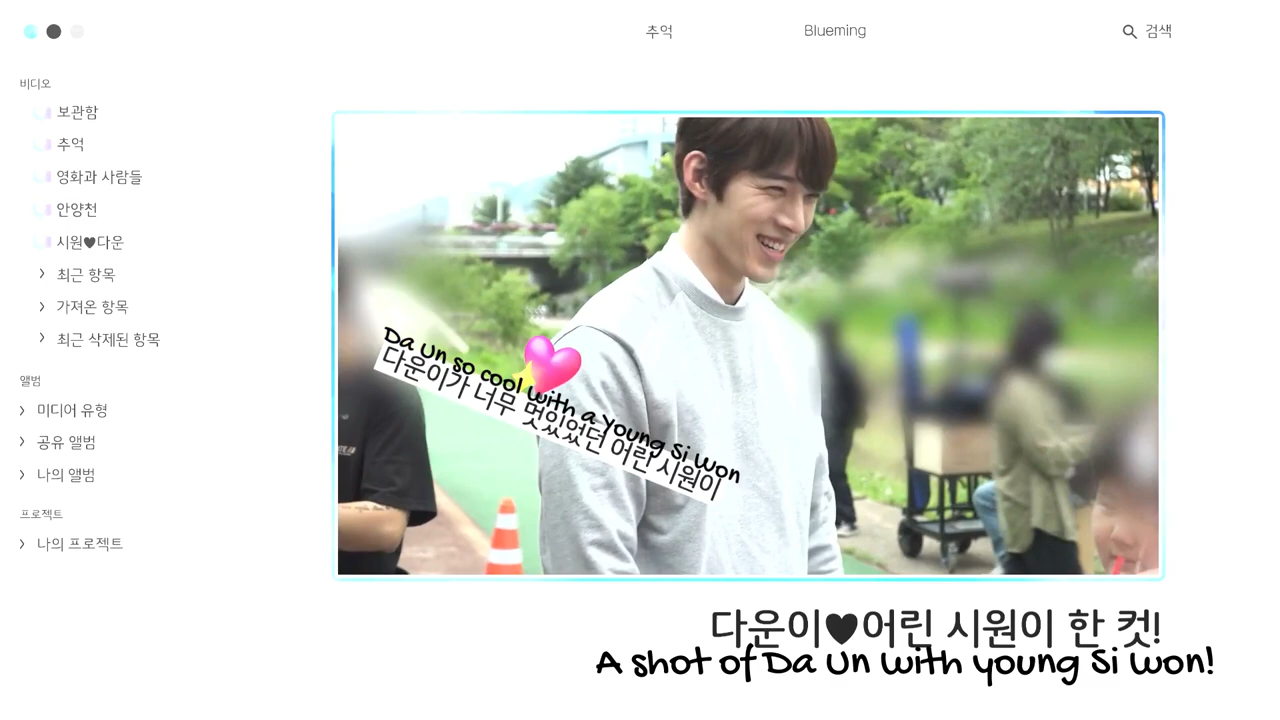 추억
Blueming
검색
비디오
보관함
추억
영화과 사람들
안양천
시원♥다운
최근 항목
가져온 항목
최근 삭제된 항목
앨범
미디어 유형
공유 앨범
나의 앨범
프로젝트
나의 프로젝트
Da Un so cool with a young Si Won
다운이가 너무 멋있었던 어린 시원이
다운이♥어린 시원이 한 컷!
A shot of Da Un with young Si Won!